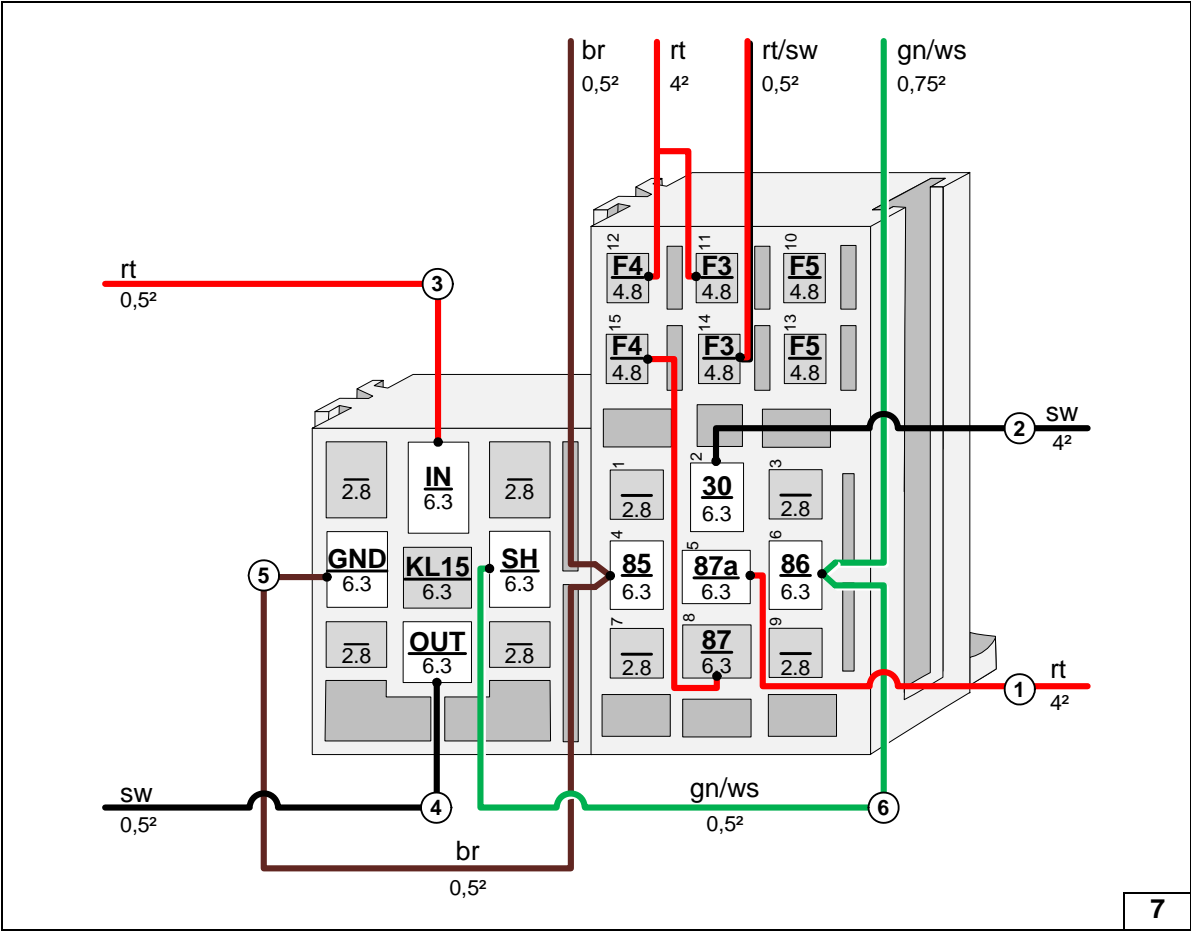 br
0,5²
rt
4²
rt/sw
0,5²
gn/ws
0,75²
12
F4
4.8
11
F3
4.8
10
F5
4.8
rt
0,5²
3
15
F4
4.8
14
F3
4.8
13
F5
4.8
2
sw
4²
2.8
IN
6.3
2.8
1
2.8
2
30
6.3
3
2.8
5
GND
6.3
KL15
6.3
SH
6.3
4
85
6.3
5
87a
6.3
6
86
6.3
2.8
OUT
6.3
2.8
7
2.8
8
87
6.3
9
2.8
1
rt
4²
sw
0,5²
4
gn/ws
0,5²
6
br
0,5²
7